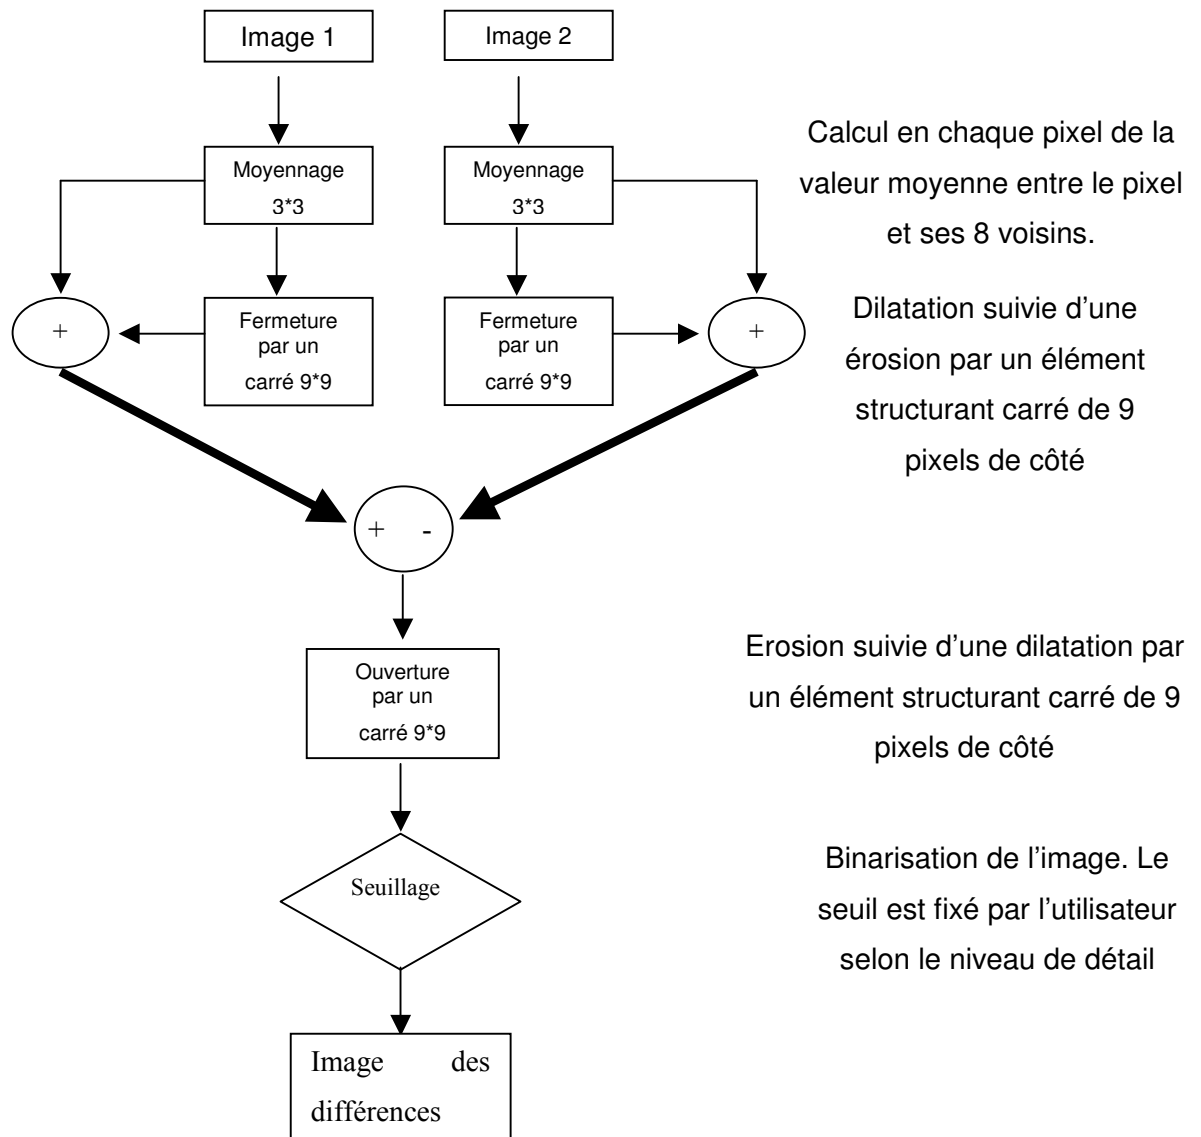 Image 1
Image 2
Moyennage
3*3
Moyennage
3*3
Calcul en chaque pixel de la
valeur moyenne entre le pixel
et ses 8 voisins.
+
Fermeture
par un
carré 9*9
Fermeture
par un
carré 9*9
+
Dilatation suivie d’une
érosion par un élément
structurant carré de 9
pixels de côté
+ -
Ouverture
par un
carré 9*9
Erosion suivie d’une dilatation par
un élément structurant carré de 9
pixels de côté
Seuillage
Binarisation de l’image. Le
seuil est fixé par l’utilisateur
selon le niveau de détail
Image des
différences